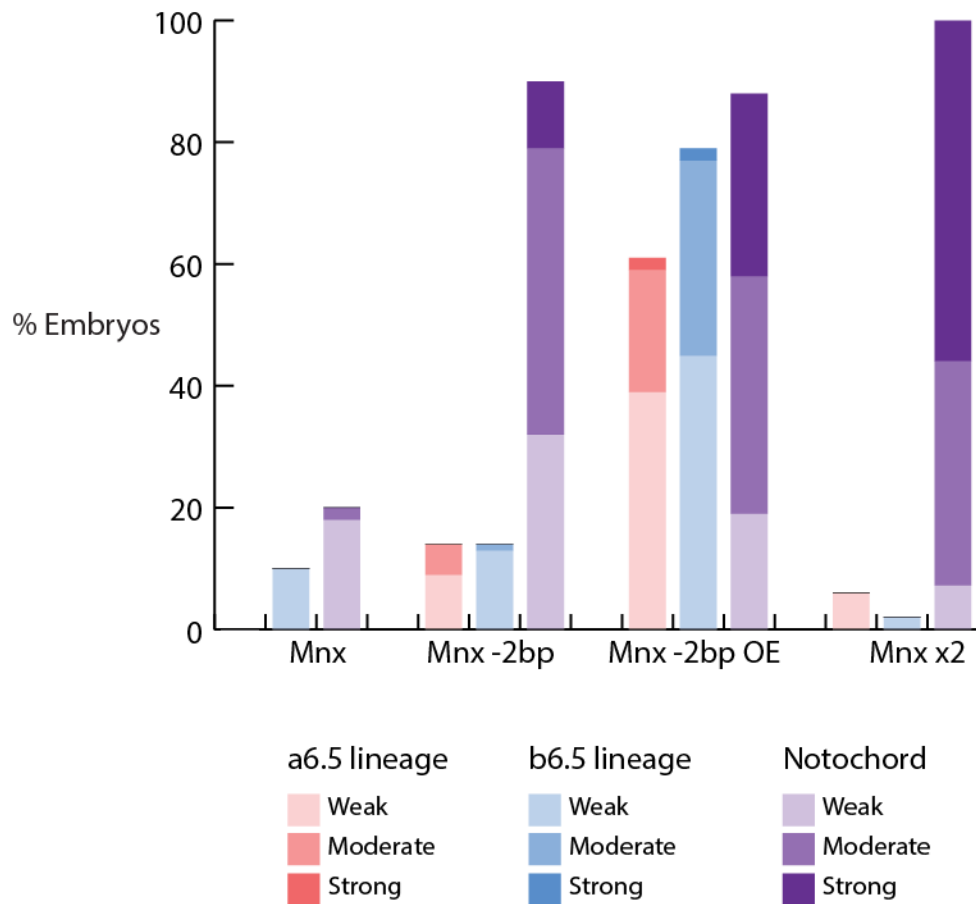 100
80
60
% Embryos
40
20
0
Mnx Mnx -2bp Mnx -2bp OE Mnx x2
a6.5 lineage b6.5 lineage Notochord
Weak Weak Weak
Moderate Moderate Moderate
Strong Strong Strong